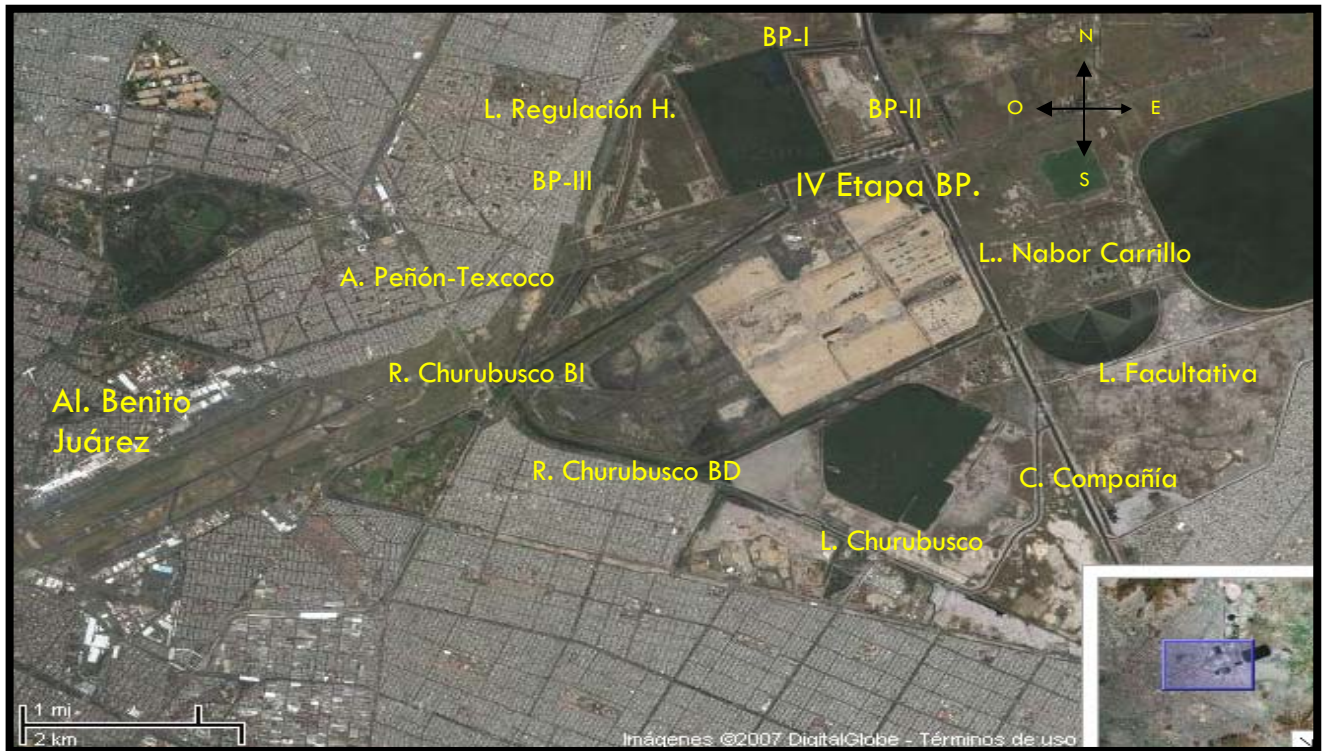 BP-I
N
L. Regulación H.
BP-II
O
E
BP-III
IV Etapa BP.
S
A. Peñón-Texcoco
L.. Nabor Carrillo
R. Churubusco BI
L. Facultativa
Al. Benito
Juárez
R. Churubusco BD
C. Compañía
L. Churubusco
1 mi
2 km
Imágenes ©2007 DigitalGlobe - Términos de uso